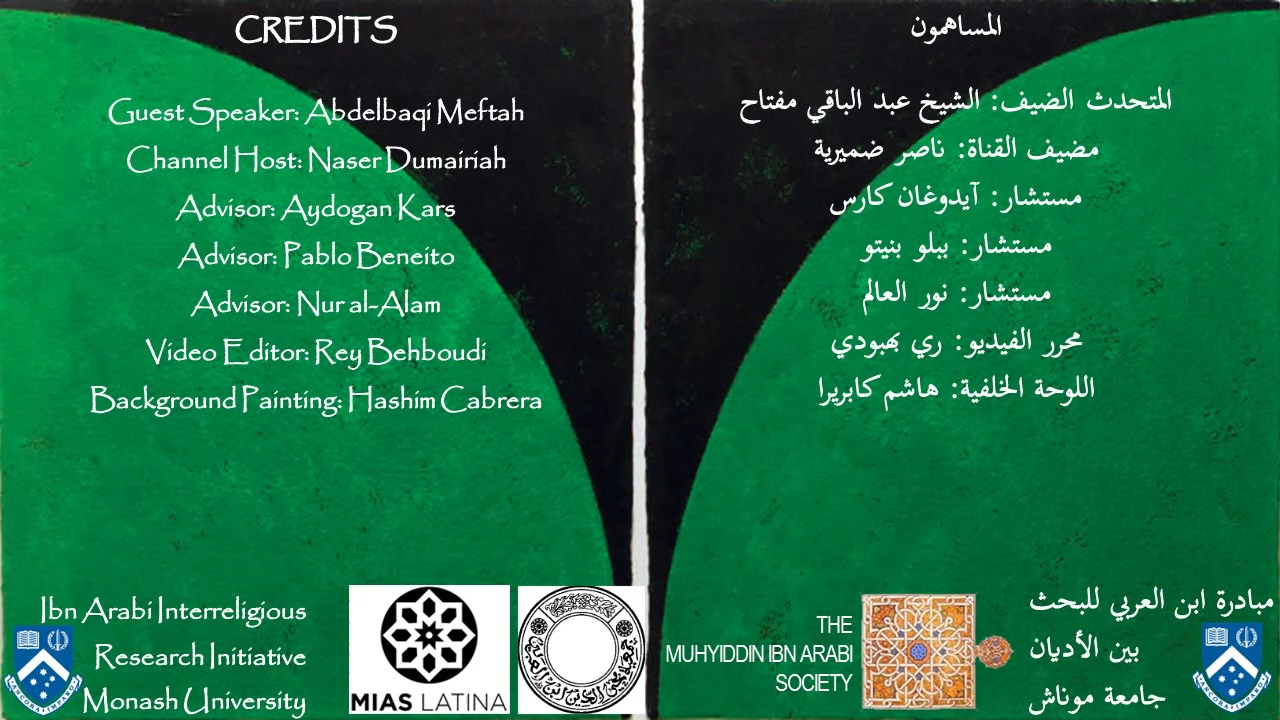 CREDITS
Guest Speaker: Abdelbaqi Meftah
Channel Host: Naser Dumairiah
Advisor: Aydogan Kars
Advisor: Pablo Beneito
Advisor: Nur al-Alam
Video Editor: Rey Behboudi
Background Painting: Hashim Cabrera
المساهمون
المتحدث الضيف: الشيخ عبد الباقي مفتاح
مضيف القناة: ناصر ضميرية
مستشار: آيدوغان كارس
مستشار: ببلو بنيتو
مستشار: نور العالم
محرر الفيديو: ري بهبودي
اللوحة الخلفية: هاشم كابريرا
Ibn Arabi Interreligious
Research Initiative
Monash University
MIAS LATINA
THE
MUHYIDDIN IBN ARABI
SOCIETY
مبادرة ابن العربي للبحث
بين الأديان
جامعة موناش